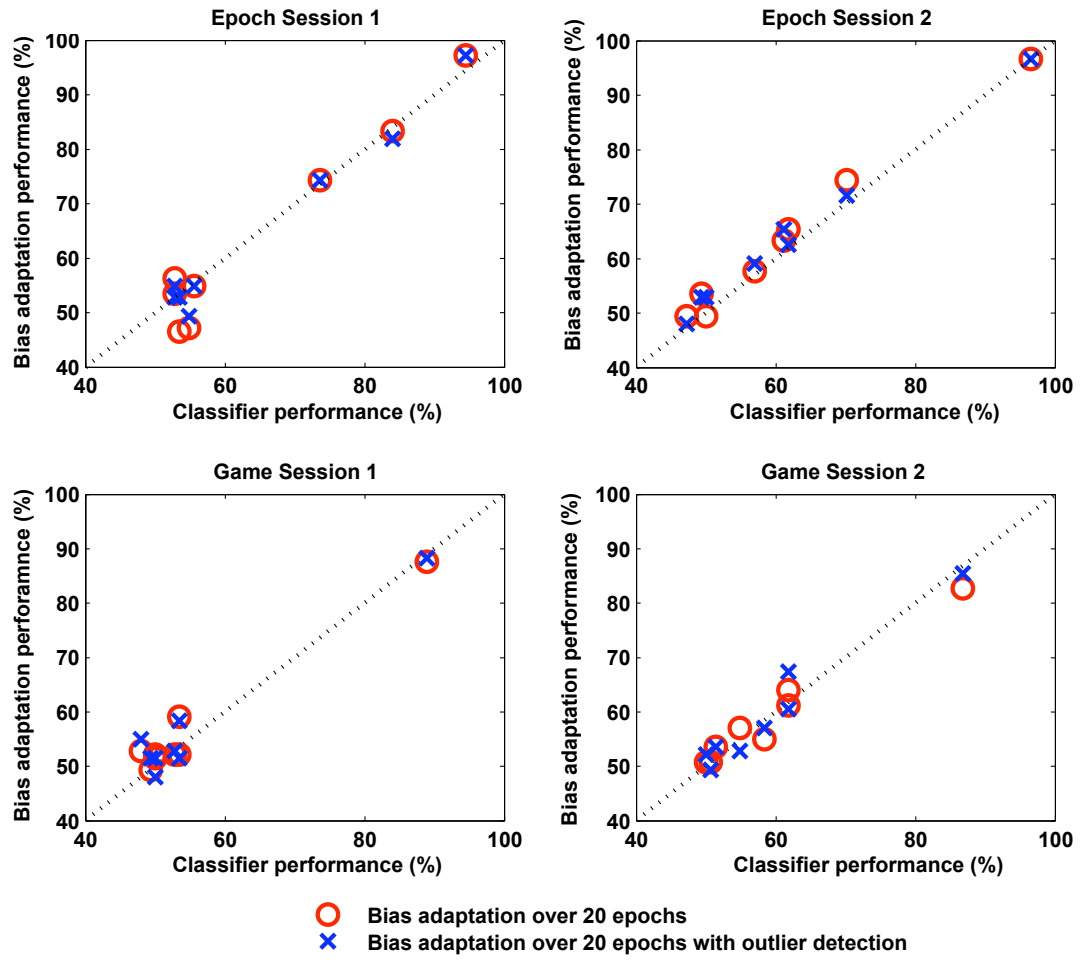 Epoch Session 1
Epoch Session 2
100
90
80
70
60
50
40
Bias adaptation performance (%)
40 60 80 100
Classifier performance (%)
100
90
80
70
60
50
40
Bias adaptation performance (%)
40 60 80 100
Classifier performance (%)
Game Session 1
Game Session 2
100
90
80
70
60
50
40
Bias adaptation perforamnce (%)
40 60 80 100
Classifier performance (%)
100
90
80
70
60
50
40
Bias adaptation performance (%)
40 60 80 100
Classifier performance (%)
Bias adaptation over 20 epochs
Bias adaptation over 20 epochs with outlier detection